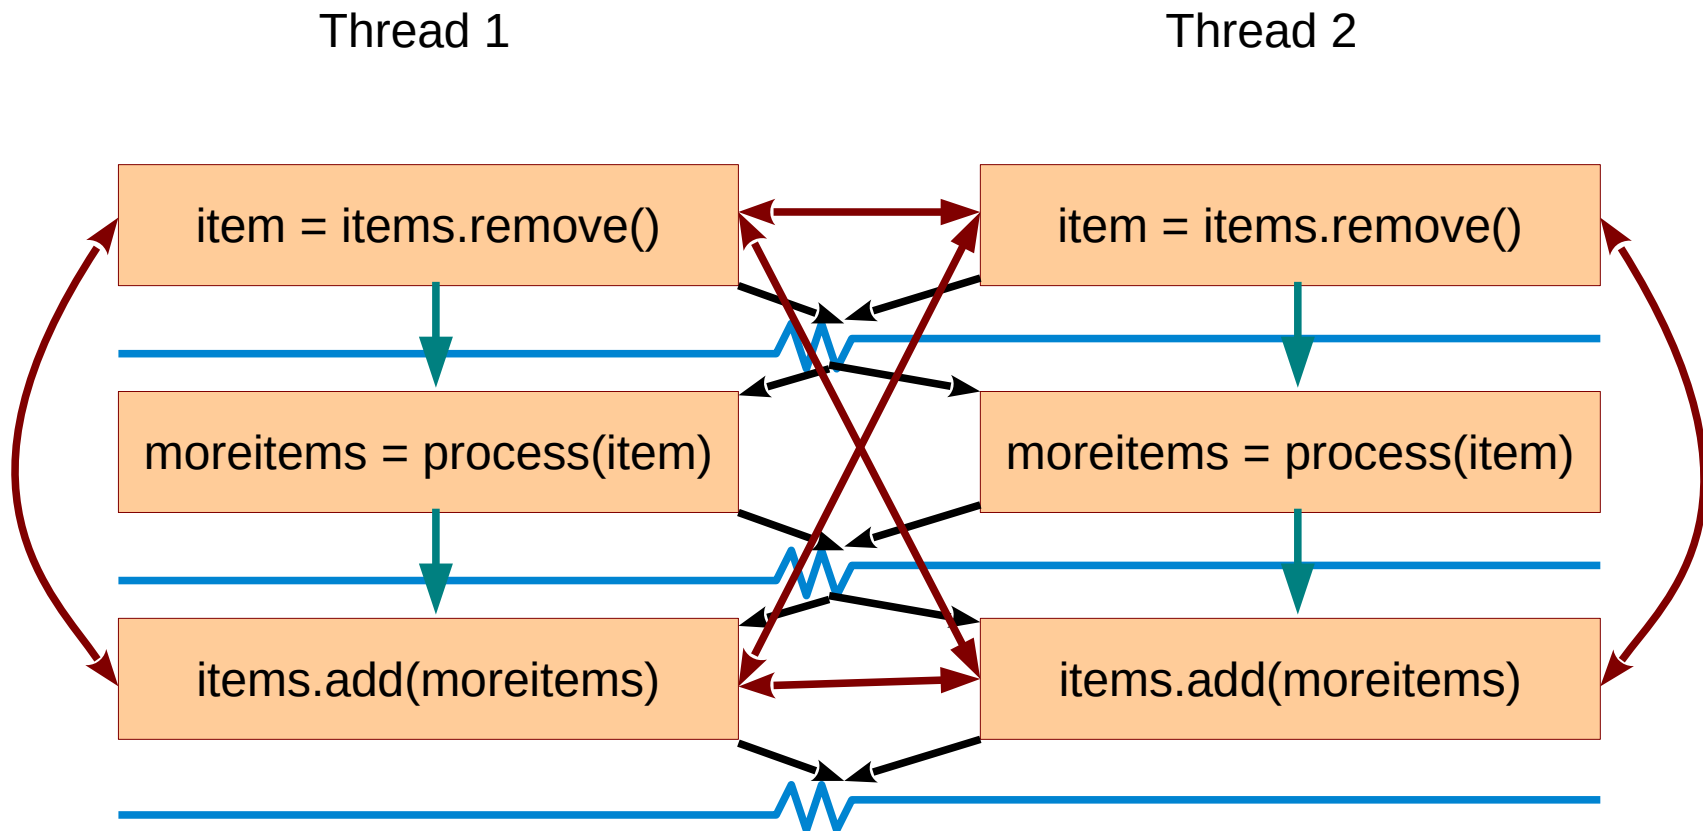 Thread 1
Thread 2
item = items.remove()
item = items.remove()
moreitems = process(item)
moreitems = process(item)
items.add(moreitems)
items.add(moreitems)